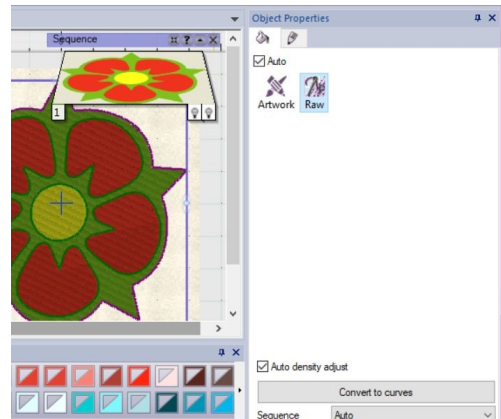 Object Properties
Sequence
?
Auto
Artwork Raw
1
Auto density adjust
Convert to curves
Sequence Auto